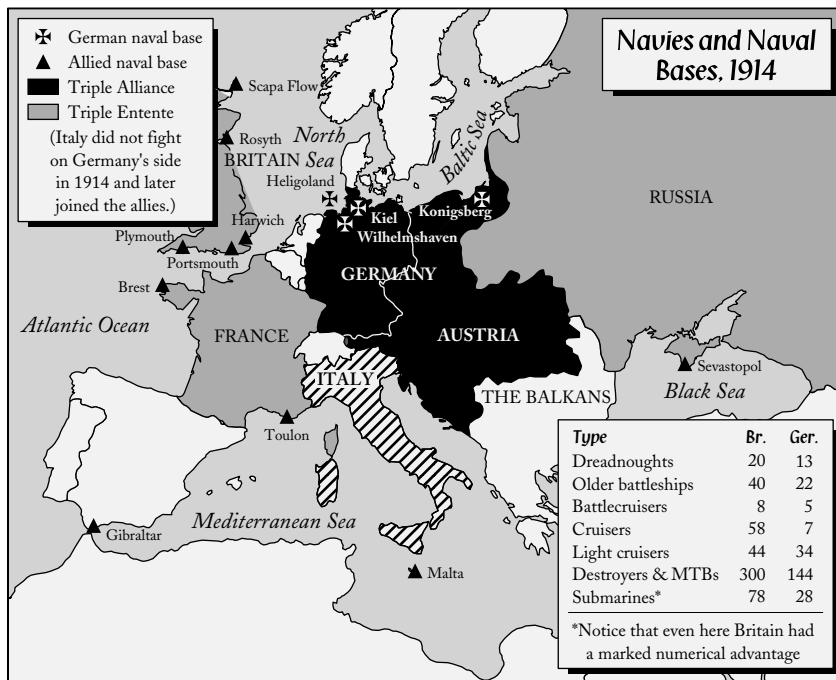 Navies and Naval
Bases, 1914
German naval base
Allied naval base
Triple Alliance
Triple Entente
(Italy did not fight
on Germany's side
in 1914 and later
joined the allies.)
Scapa Flow
Rosyth
North
Sea
BRITAIN
Heligoland
Baltic Sea
RUSSIA
Harwich
Kiel
Konigsberg
Plymouth
Wilhelmshaven
Portsmouth
Brest
GERMANY
Atlantic Ocean
FRANCE
AUSTRIA
Sevastopol
ITALY
Black Sea
THE BALKANS
Toulon
Mediterranean Sea
Gibraltar
Malta
Type Br. Ger.
Dreadnoughts 20 13
Older battleships 40 22
Battlecruisers 8 5
Cruisers 58 7
Light cruisers 44 34
Destroyers & MTBs 300 144
Submarines* 78 28
*Notice that even here Britain had
a marked numerical advantage